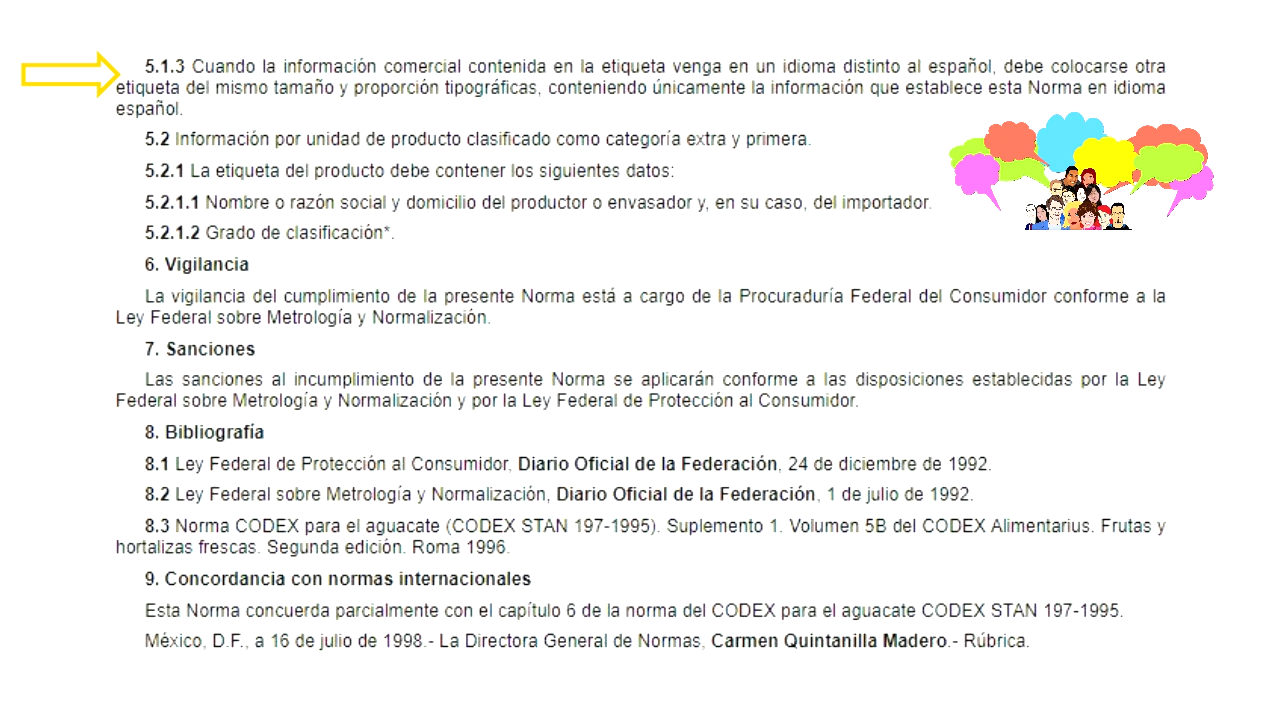 5.1.3 Cuando la información comercial contenida en la etiqueta venga en un idioma distinto al español, debe colocarse otra
etiqueta del mismo tamaño y proporción tipográficas, conteniendo únicamente la información que establece esta Norma en idioma
español.
5.2 Información por unidad de producto clasificado como categoría extra y primera.
5.2.1 La etiqueta del producto debe contener los siguientes datos:
5.2.1.1 Nombre o razón social y domicilio del productor o envasador y, en su caso, del importador.
5.2.1.2 Grado de clasificación*.
6. Vigilancia
La vigilancia del cumplimiento de la presente Norma está a cargo de la Procuraduría Federal del Consumidor conforme a la
Ley Federal sobre Metrología y Normalización.
7. Sanciones
Las sanciones al incumplimiento de la presente Norma se aplicarán conforme a las disposiciones establecidas por la Ley
Federal sobre Metrología y Normalización y por la Ley Federal de Protección al Consumidor.
8. Bibliografía
8.1 Ley Federal de Protección al Consumidor, Diario Oficial de la Federación, 24 de diciembre de 1992.
8.2 Ley Federal sobre Metrología y Normalización, Diario Oficial de la Federación, 1 de julio de 1992.
8.3 Norma CODEX para el aguacate (CODEX STAN 197-1995). Suplemento 1. Volumen 5B del CODEX Alimentarius. Frutas y
hortalizas frescas. Segunda edición. Roma 1996.
9. Concordancia con normas internacionales
Esta Norma concuerda parcialmente con el capítulo 6 de la norma del CODEX para el aguacate CODEX STAN 197-1995.
México, D.F., a 16 de julio de 1998.- La Directora General de Normas, Carmen Quintanilla Madero.- Rúbrica.